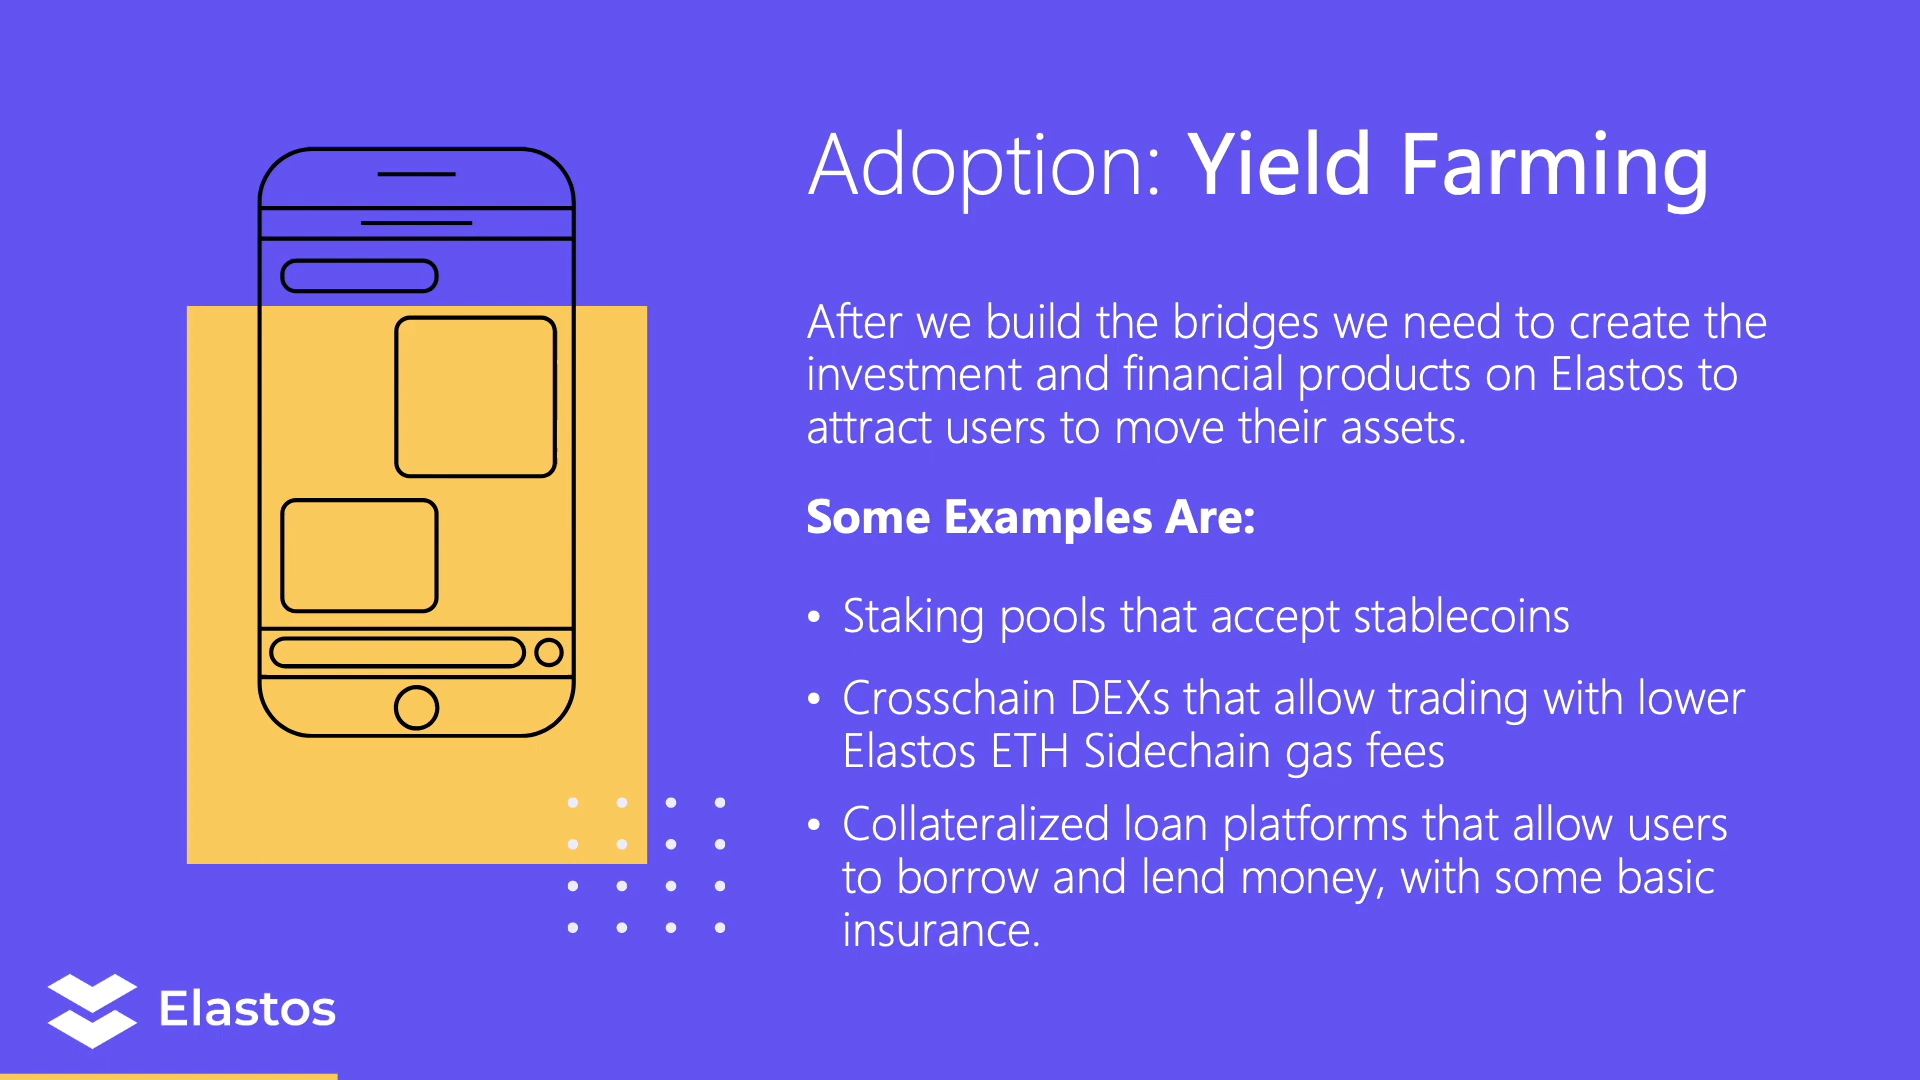 Adoption: Yield Farming
After we build the bridges we need to create the
investment and financial products on Elastos to
attract users to move their assets.
Some Examples Are:
• Staking pools that accept stablecoins
• Crosschain DEXs that allow trading with lower
Elastos ETH Sidechain gas fees
• Collateralized loan platforms that allow users
to borrow and lend money, with some basic
insurance.
Elastos